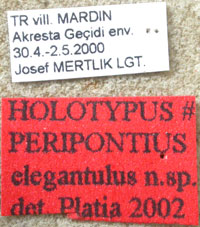 TR vill. MARDIN
Akresta Geçidi env.
30.4.-2.5.2000
Josef MERTLIK LGT.
HOLOTYPUS #
PERIPONTIUS
elegantulus n.sp.
det. Platia 2002